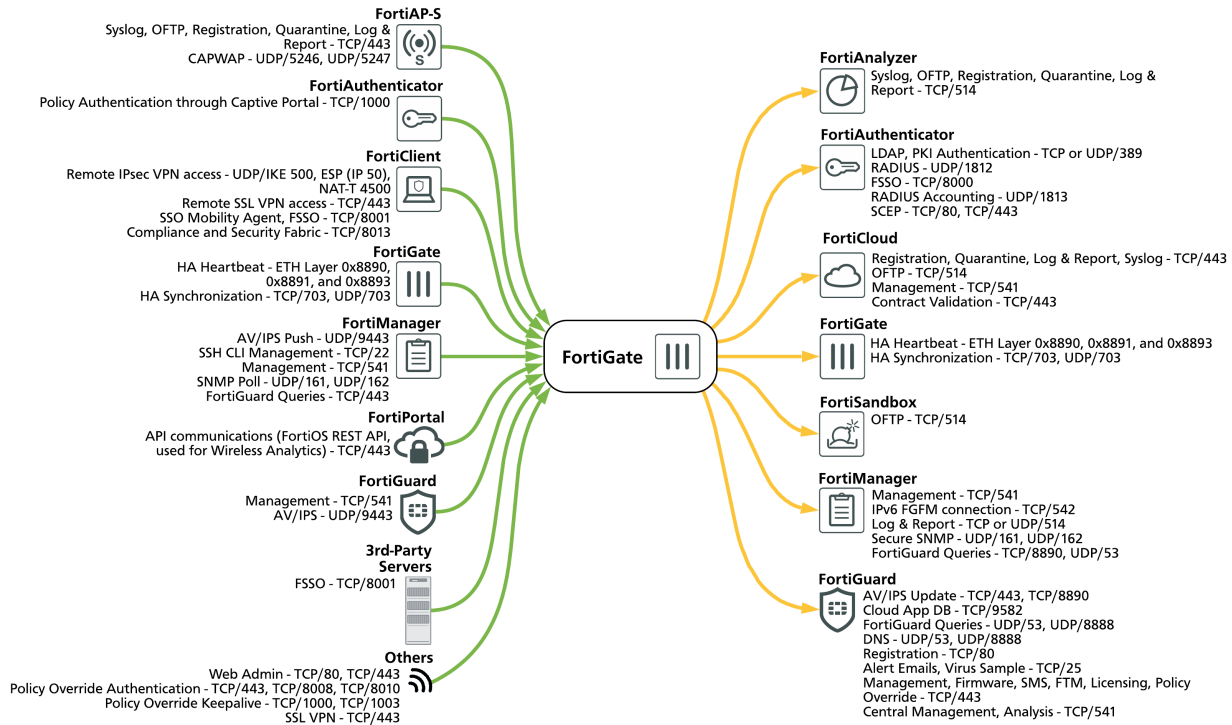 FortiAP-S
Syslog, OFTP, Registration, Quarantine, Log &
Report - TCP/443
CAPWAP - UDP/5246, UDP/5247
S
FortiAuthenticator
Policy Authentication through Captive Portal - TCP/1000
FortiClient
Remote IPsec VPN access - UDP/IKE 500, ESP (IP 50),
NAT-T 4500
Remote SSL VPN access - TCP/443
SSO Mobility Agent, FSSO - TCP/8001
Compliance and Security Fabric - TCP/8013
FortiGate
HA Heartbeat - ETH Layer 0x8890,
0x8891, and 0x8893
HA Synchronization - TCP/703, UDP/703
FortiManager
AV/IPS Push - UDP/9443
SSH CLI Management - TCP/22
Management - TCP/541
SNMP Poll - UDP/161, UDP/162
FortiGuard Queries - TCP/443
FortiPortal
API communications (FortiOS REST API,
used for Wireless Analytics) - TCP/443
FortiGuard
Management - TCP/541
AV/IPS - UDP/9443
3rd-Party
Servers
FSSO - TCP/8001
Others
Web Admin - TCP/80, TCP/443
Policy Override Authentication - TCP/443, TCP/8008, TCP/8010
Policy Override Keepalive - TCP/1000, TCP/1003
SSL VPN - TCP/443
FortiGate
FortiAnalyzer
Syslog, OFTP, Registration, Quarantine, Log &
Report - TCP/514
FortiAuthenticator
LDAP, PKI Authentication - TCP or UDP/389
RADIUS - UDP/1812
FSSO - TCP/8000
RADIUS Accounting - UDP/1813
SCEP - TCP/80, TCP/443
FortiCloud
Registration, Quarantine, Log & Report, Syslog - TCP/443
OFTP - TCP/514
Management - TCP/541
Contract Validation - TCP/443
FortiGate
HA Heartbeat - ETH Layer 0x8890, 0x8891, and 0x8893
HA Synchronization - TCP/703, UDP/703
FortiSandbox
OFTP - TCP/514
FortiManager
Management - TCP/541
IPv6 FGFM connection - TCP/542
Log & Report - TCP or UDP/514
Secure SNMP - UDP/161, UDP/162
FortiGuard Queries - TCP/8890, UDP/53
FortiGuard
AV/IPS Update - TCP/443, TCP/8890
Cloud App DB - TCP/9582
FortiGuard Queries - UDP/53, UDP/8888
DNS - UDP/53, UDP/8888
Registration - TCP/80
Alert Emails, Virus Sample - TCP/25
Management, Firmware, SMS, FTM, Licensing, Policy
Override - TCP/443
Central Management, Analysis - TCP/541